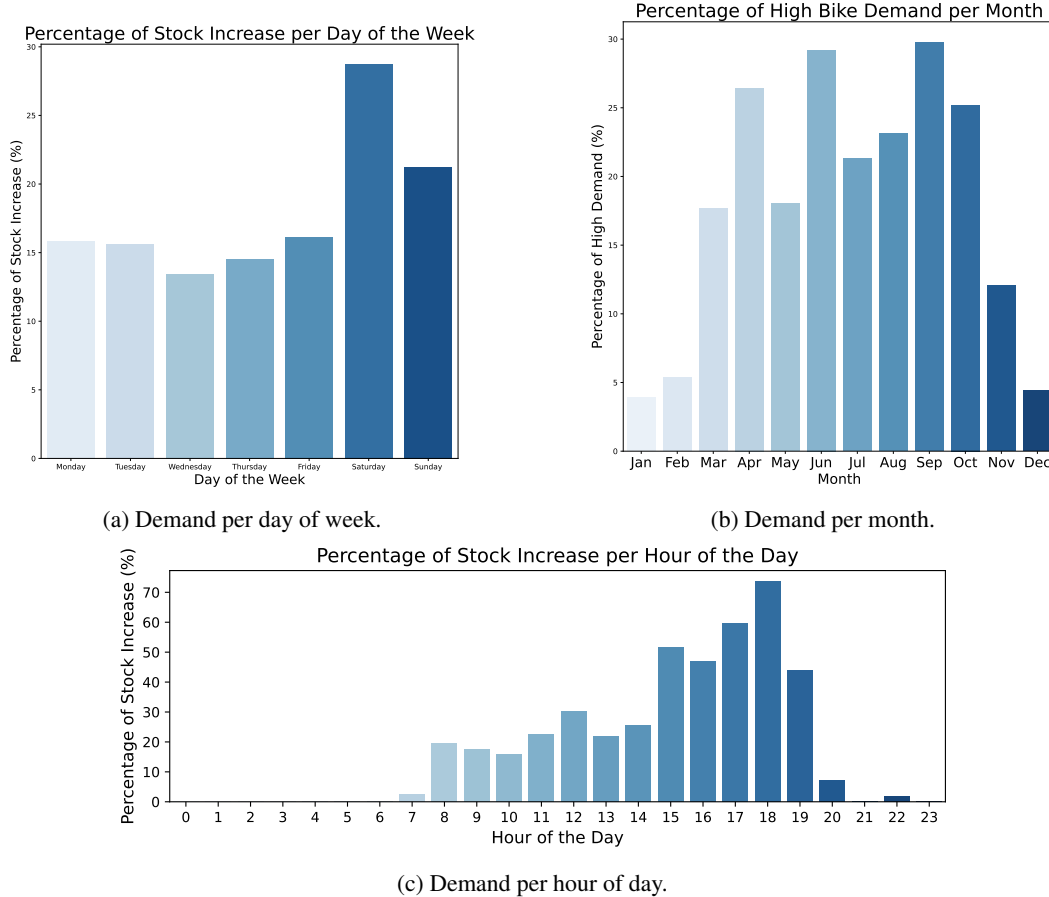 Percentage of Stock Increase per Day of the Week
Percentage of Stock Increase (%)
30
25
20
15
10
5
0
Monday Tuesday Wednesday Thursday Friday Saturday Sunday
Day of the Week
(a) Demand per day of week.
Percentage of High Bike Demand per Month
Percentage of High Demand (%)
30
25
20
15
10
5
0
Jan Feb Mar Apr May Jun Jul Aug Sep Oct Nov Dec
Month
(b) Demand per month.
Percentage of Stock Increase per Hour of the Day
Percentage of Stock Increase (%)
70
60
50
40
30
20
10
0
0 1 2 3 4 5 6 7 8 9 10 11 12 13 14 15 16 17 18 19 20 21 22 23
Hour of the Day
(c) Demand per hour of day.